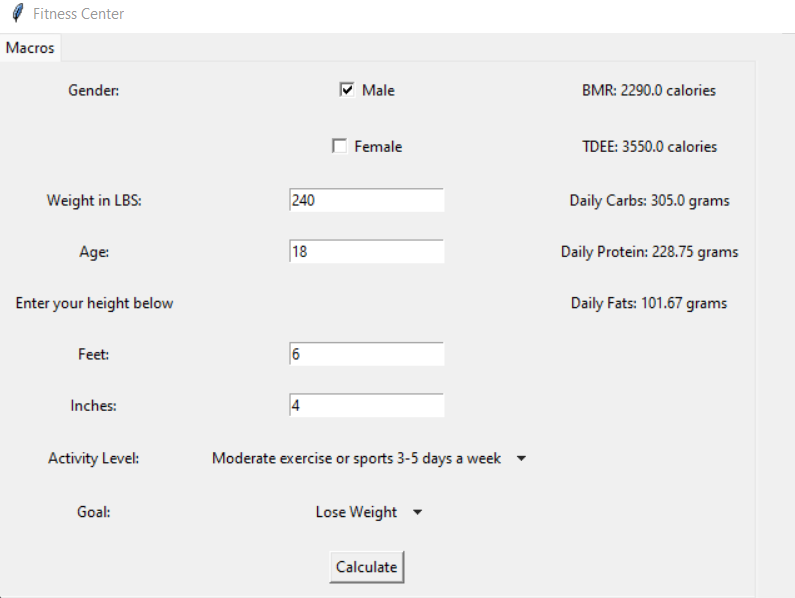 Fitness Center
Macros
Gender:
Male
BMR: 2290.0 calories
Female
TDEE: 3550.0 calories
Weight in LBS:
240
Daily Carbs: 305.0 grams
Age:
18
Daily Protein: 228.75 grams
Enter your height below
Daily Fats: 101.67 grams
Feet:
6
Inches:
4
Activity Level:
Moderate exercise or sports 3-5 days a week
Goal:
Lose Weight
Calculate